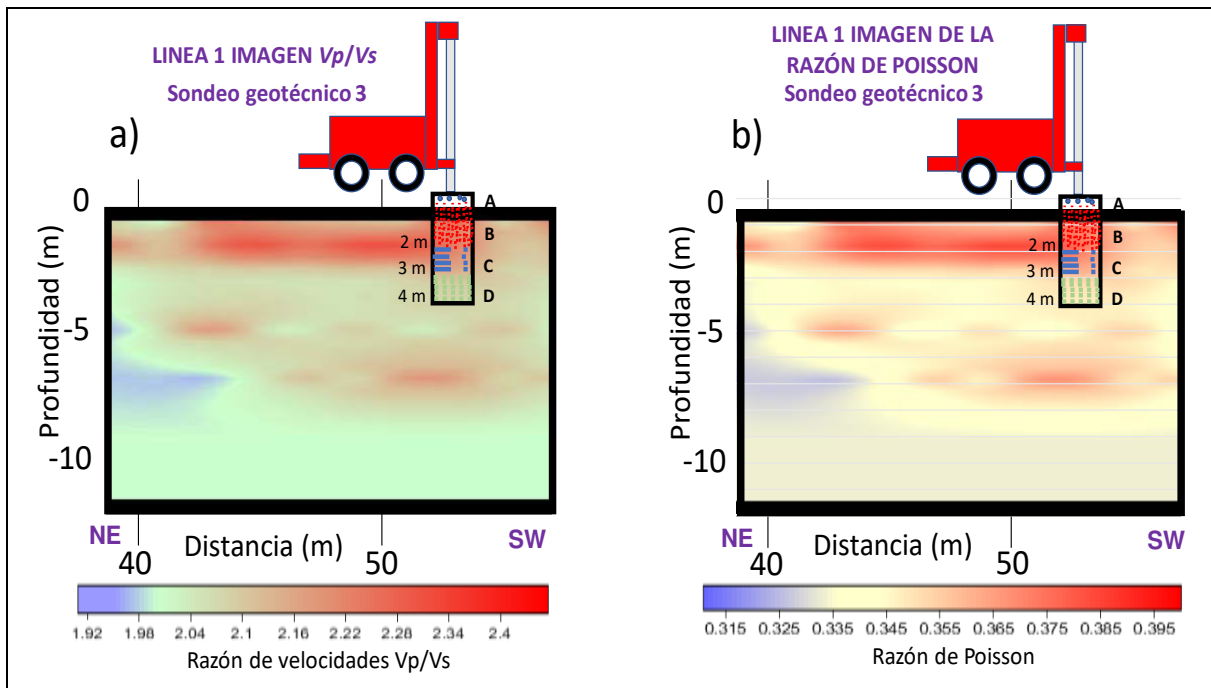 LINEA 1 IMAGEN Vp/Vs
Sondeo geotécnico 3
a)
0
-5
-10
Profundidad (m)
2 m
3 m
4 m
A
B
C
D
NE
40
Distancia (m)
50
SW
1.92 1.98 2.04 2.1 2.16 2.22 2.28 2.34 2.4
Razón de velocidades Vp/Vs
LINEA 1 IMAGEN DE LA
RAZÓN DE POISSON
Sondeo geotécnico 3
b)
0
-5
-10
Profundidad (m)
2 m
3 m
4 m
A
B
C
D
NE
40
Distancia (m)
50
SW
0.315 0.325 0.335 0.345 0.355 0.365 0.375 0.385 0.395
Razón de Poisson